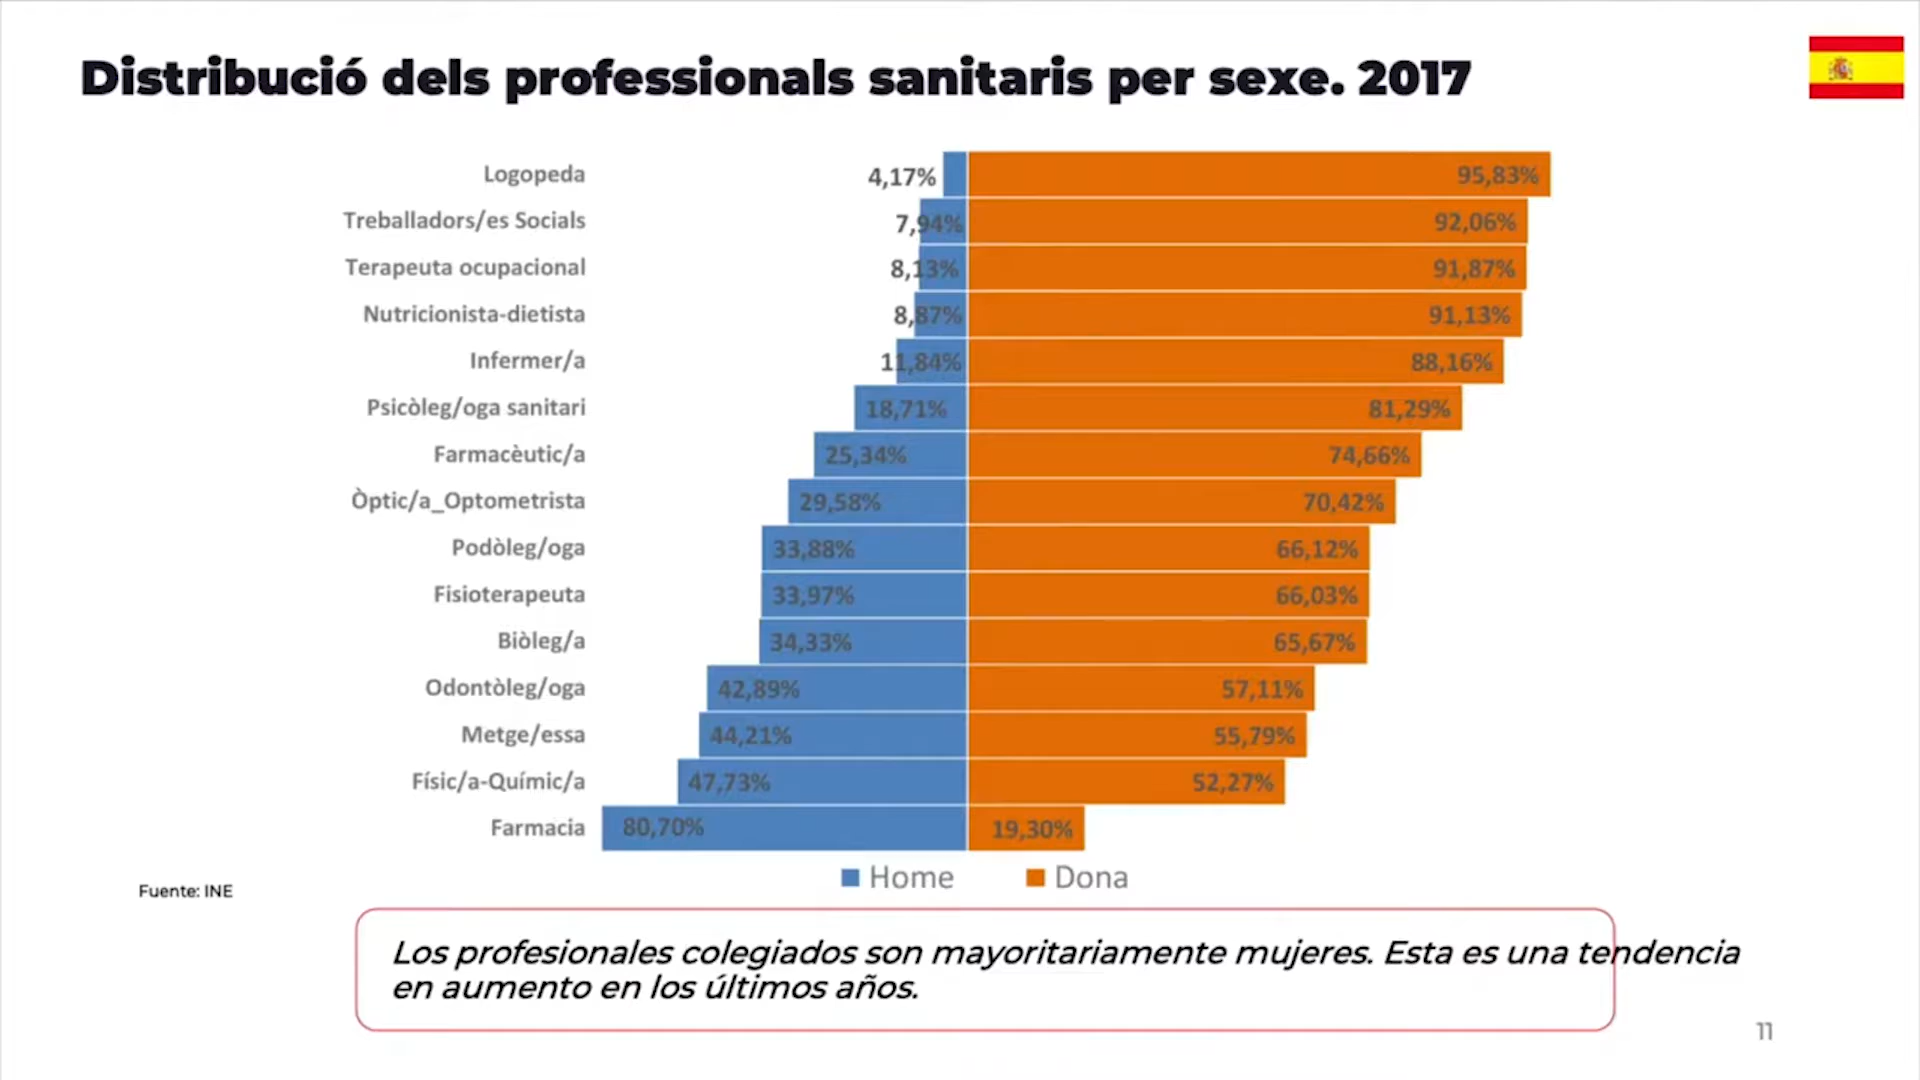 Distribució dels professionals sanitaris per sexe. 2017
Logopeda 4,17% 95,83%
Treballadors/es Socials 7,94% 92,06%
Terapeuta ocupacional 8,13% 91,87%
Nutricionista-dietista 8,87% 91,13%
Infermer/a 11,84% 88,16%
Psicòleg/oga sanitari 18,71% 81,29%
Farmacèutic/a 25,34% 74,66%
Òptic/a_Optometrista 29,58% 70,42%
Podòleg/oga 33,88% 66,12%
Fisioterapeuta 33,97% 66,03%
Biòleg/a 34,33% 65,67%
Odontòleg/oga 42,89% 57,11%
Metge/essa 44,21% 55,79%
Físic/a-Químic/a 47,73% 52,27%
Farmacia 80,70% 19,30%
Home Dona
Fuente: INE
Los profesionales colegiados son mayoritariamente mujeres. Esta es una tendencia
en aumento en los últimos años.
11